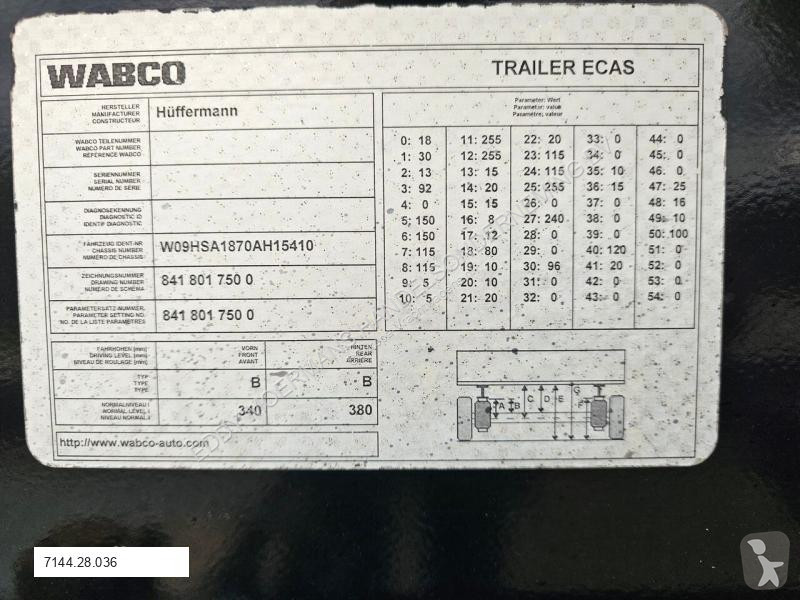 WABCO
TRAILER ECAS
HERSTELLER
MANUFACTURER
CONSTRUCTEUR
Hüffermann
WABCO TEILENUMMER
WABCO PART NUMBER
REFERENCE WABCO
SERIENNUMMER
SERIAL NUMBER
NUMERO DE SÉRIE
DIAGNOSEKENNUNG
DIAGNOSTIC ID
IDENTIF DIAGNOSTIC
FAHRZEUG IDENT-NR
CHASSIS NUMBER
NUMERO DE CHASSIS
W09HSA1870AH15410
ZEICHNUNGSNUMMER
DRAWING NUMBER
NUMERO DE SCHEMA
841 801 750 0
PARAMETERSATZ-NUMMER
PARAMETER SETTING NO.
NO. DE LA LISTE PARAMETRES
841 801 750 0
Parameter: Wert
Parameter: value
Paramètre: valeur
0: 18 11: 255 22: 20 33: 0 44: 0
1: 30 12: 255 23: 115 34: 0 45: 0
2: 13 13: 15 24: 115 35: 10 46: 0
3: 92 14: 20 25: 255 36: 15 47: 25
4: 0 15: 15 26: 0 37: 0 48: 16
5: 150 16: 8 27: 240 38: 0 49: 10
6: 150 17: 12 28: 0 39: 0 50: 100
7: 115 18: 80 29: 0 40: 120 51: 0
8: 115 19: 10 30: 96 41: 20 52: 0
9: 5 20: 10 31: 0 42: 0 53: 0
10: 5 21: 20 32: 0 43: 0 54: 0
FAHRHÖHEN [mm]
DRIVING LEVEL [mm]
NIVEAU DE ROULAGE [mm]
VORN
FRONT
AVANT
HINTEN
REAR
ARRIERE
TYP
TYPE
TYPE
B B
NORMALNIVEAU I
NORMAL LEVEL I
NIVEAU NORMAL I
340 380
A B C D E F G
http://www.wabco-auto.com
7144.28.036